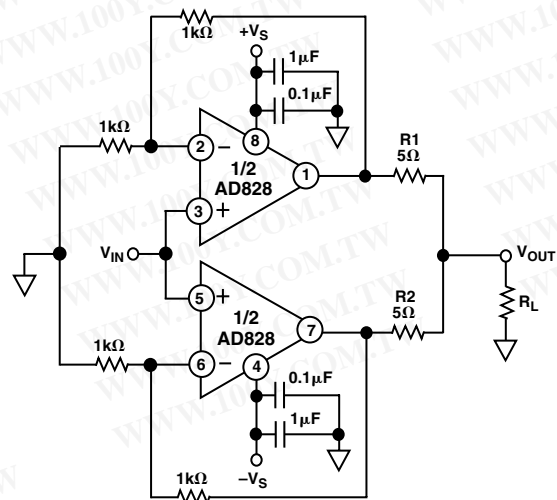 1kΩ
+VS
1µF
0.1µF
1kΩ
2
–
8
1/2
AD828
1
R1
5Ω
3
+
VIN
VOUT
5
+
1/2
AD828
7
R2
5Ω
RL
1kΩ
6
–
4
0.1µF
1µF
–VS
1kΩ
WWW.100Y.COM.TW